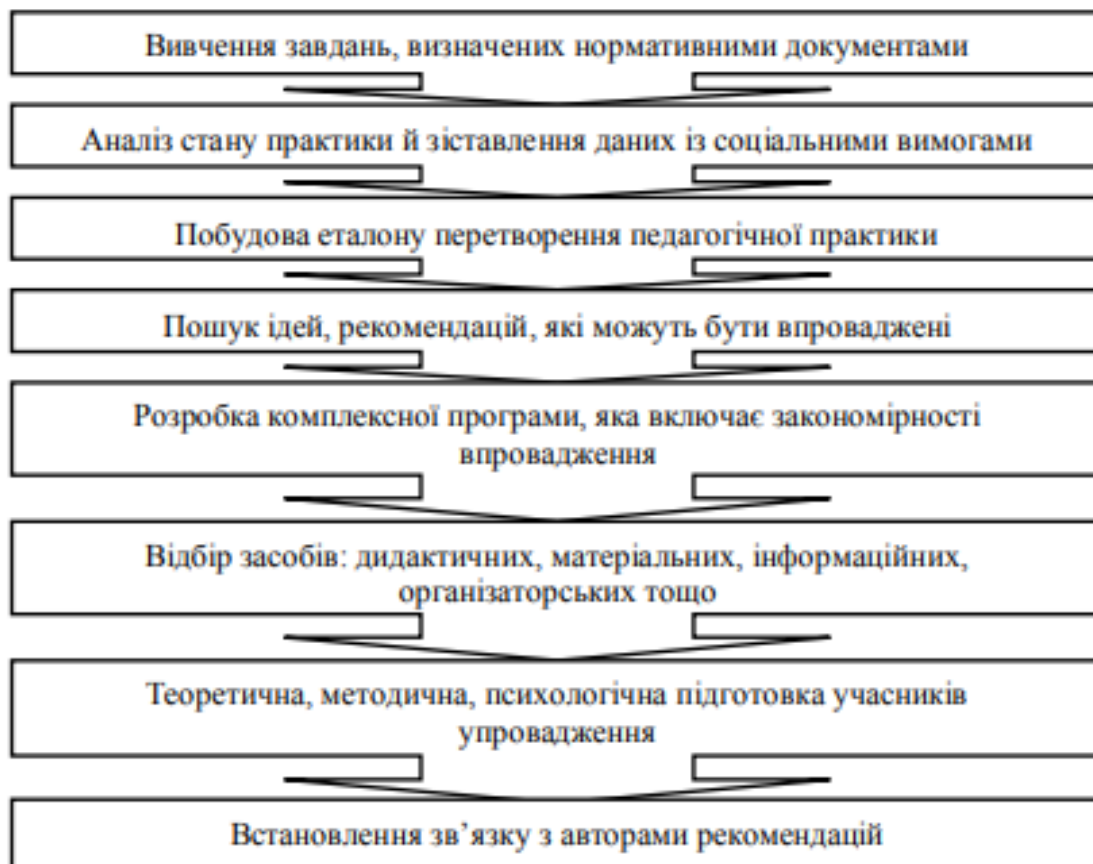 Вивчення завдань, визначених нормативними документами
Аналіз стану практики й зіставлення даних із соціальними вимогами
Побудова еталону перетворення педагогічної практики
Пошук ідей, рекомендацій, які можуть бути впроваджені
Розробка комплексної програми, яка включає закономірності
впровадження
Відбір засобів: дидактичних, матеріальних, інформаційних,
організаторських тощо
Теоретична, методична, психологічна підготовка учасників
упровадження
Встановлення зв’язку з авторами рекомендацій